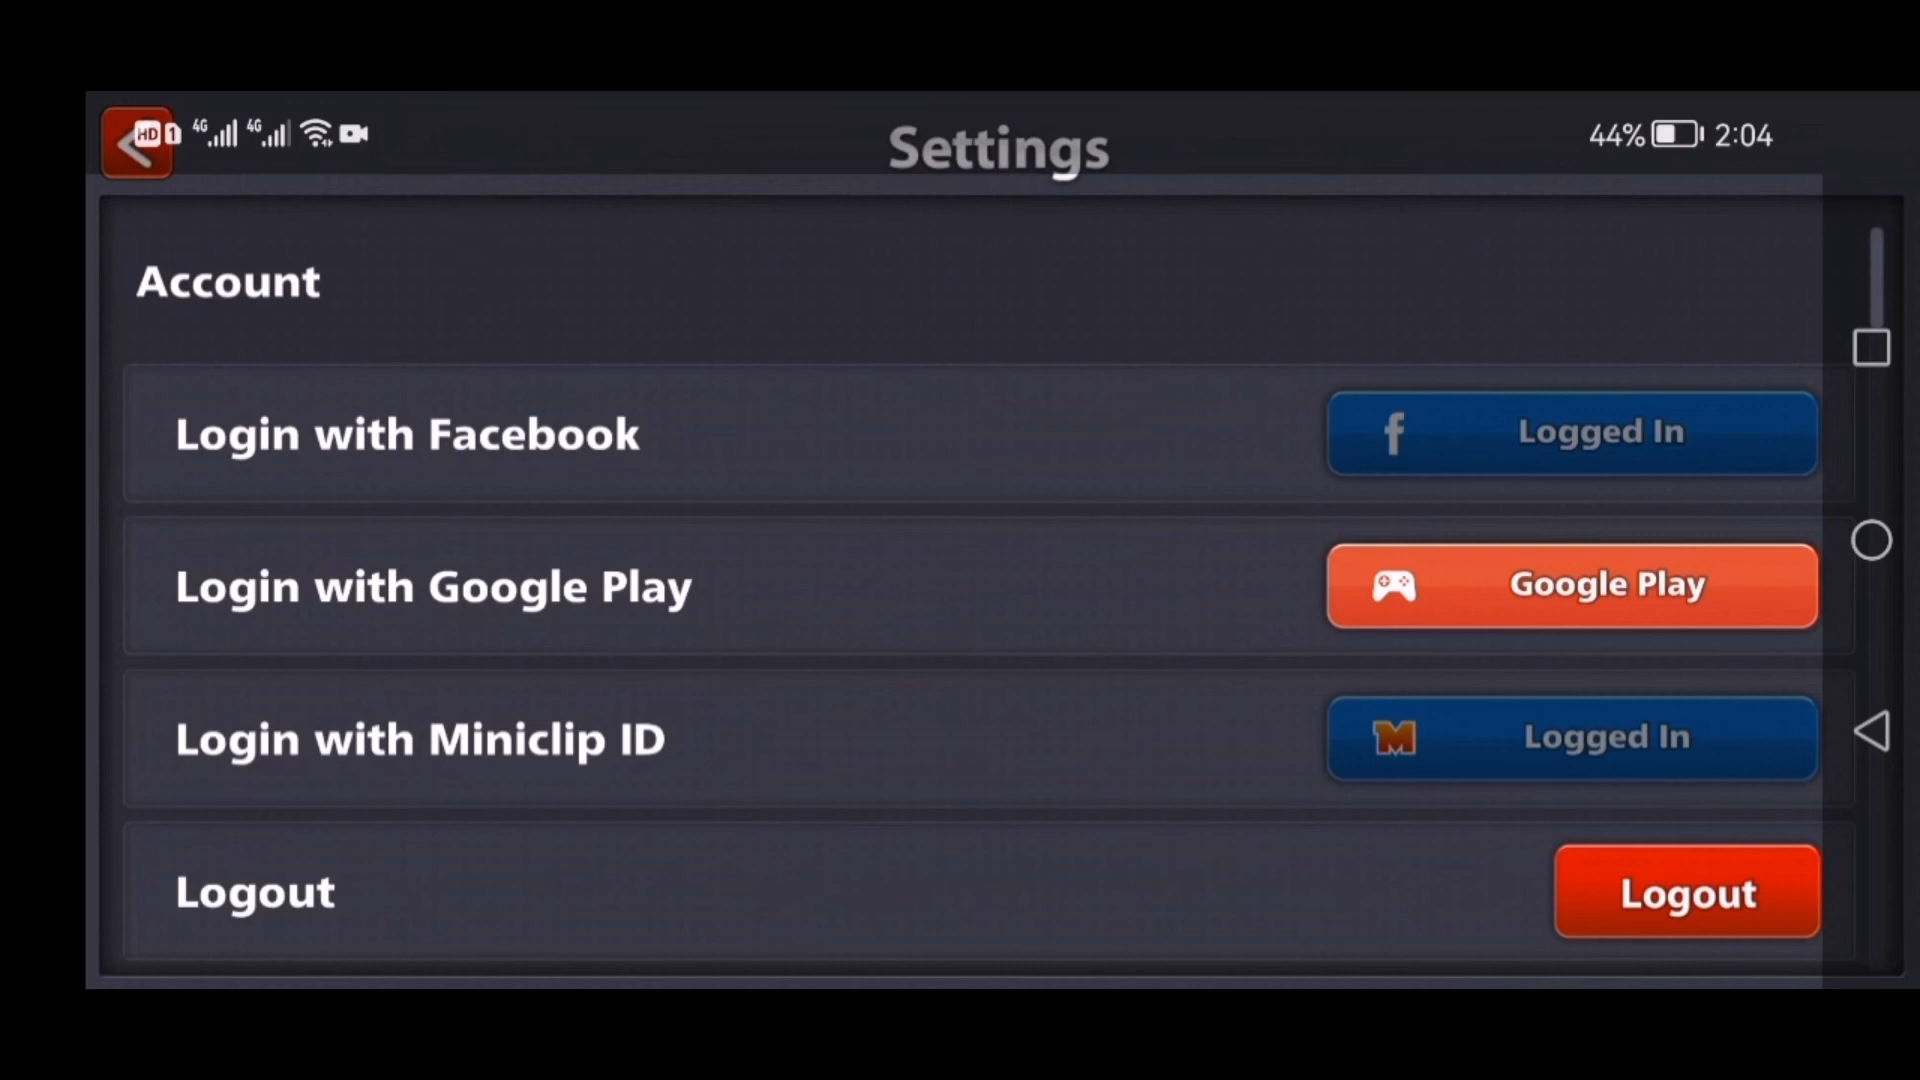 HD 1 4G 4G
Settings
44% 2:04
Account
Login with Facebook
f Logged In
Login with Google Play
Google Play
Login with Miniclip ID
M Logged In
Logout
Logout